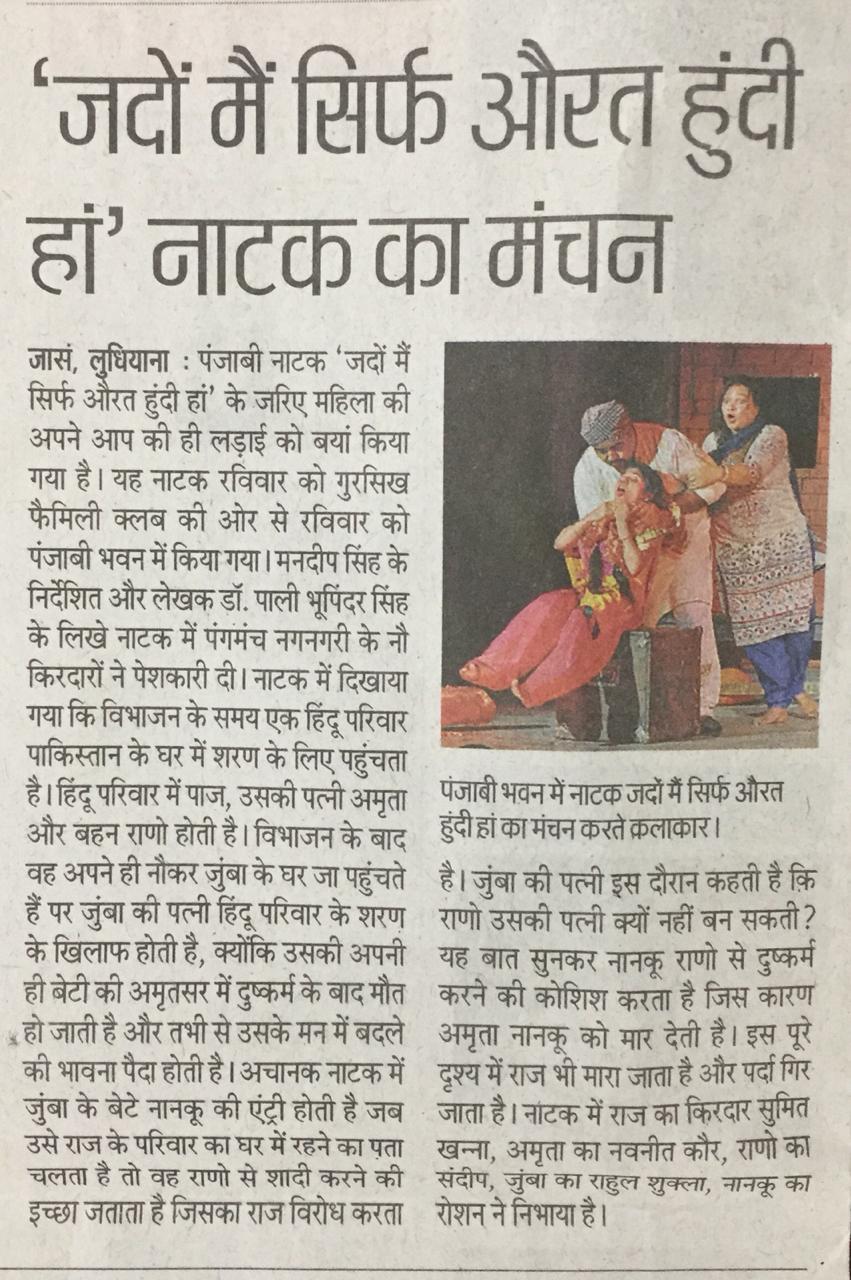 ‘जदों मैं सिर्फ औरत हुंदी
हां’ नाटक का मंचन
जासं, लुधियाना : पंजाबी नाटक ‘जदों मैं
सिर्फ औरत हुंदी हां’ के जरिए महिला की
अपने आप की ही लड़ाई को बयां किया
गया है। यह नाटक रविवार को गुरसिख
फैमिली क्लब की ओर से रविवार को
पंजाबी भवन में किया गया। मनदीप सिंह के
निर्देशित और लेखक डॉ. पाली भूपिंदर सिंह
के लिखे नाटक में पंगमंच नगनगरी के नौ
किरदारों ने पेशकारी दी। नाटक में दिखाया
गया कि विभाजन के समय एक हिंदू परिवार
पाकिस्तान के घर में शरण के लिए पहुंचता
है। हिंदू परिवार में पाज, उसकी पत्नी अमृता
और बहन राणो होती है। विभाजन के बाद
वह अपने ही नौकर जुंबा के घर जा पहुंचते
हैं पर जुंबा की पत्नी हिंदू परिवार के शरण
के खिलाफ होती है, क्योंकि उसकी अपनी
ही बेटी की अमृतसर में दुष्कर्म के बाद मौत
हो जाती है और तभी से उसके मन में बदले
की भावना पैदा होती है। अचानक नाटक में
जुंबा के बेटे नानकू की एंट्री होती है जब
उसे राज के परिवार का घर में रहने का पता
चलता है तो वह राणो से शादी करने की
इच्छा जताता है जिसका राज विरोध करता
पंजाबी भवन में नाटक जदों मैं सिर्फ औरत
हुंदी हां का मंचन करते कलाकार।
है। जुंबा की पत्नी इस दौरान कहती है कि
राणो उसकी पत्नी क्यों नहीं बन सकती?
यह बात सुनकर नानकू राणो से दुष्कर्म
करने की कोशिश करता है जिस कारण
अमृता नानकू को मार देती है। इस पूरे
दृश्य में राज भी मारा जाता है और पर्दा गिर
जाता है। नाटक में राज का किरदार सुमित
खन्ना, अमृता का नवनीत कौर, राणो का
संदीप, जुंबा का राहुल शुक्ला, नानकू का
रोशन ने निभाया है।